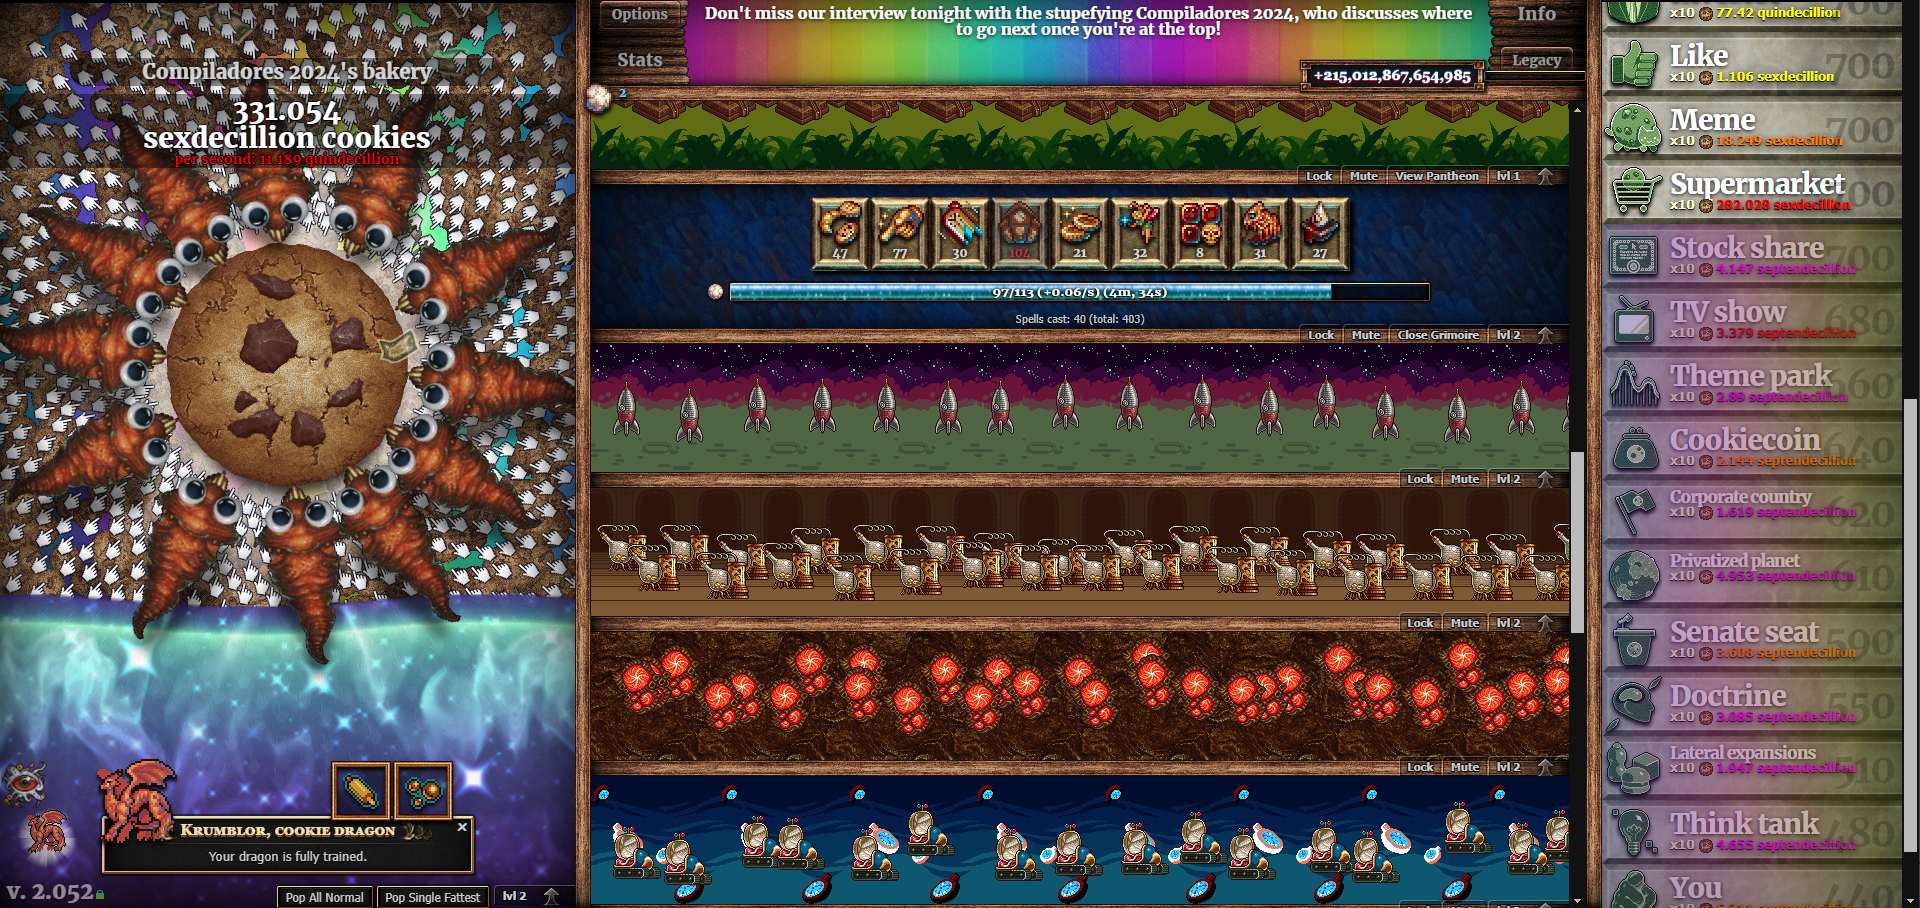 Compiladores 2024's bakery
331.054
sexdecillion cookies
per second: 11.189 quindecillion
Krumblor, cookie dragon
x
Your dragon is fully trained.
v. 2.052
Pop All Normal
Pop Single Fattest
lvl 2
Options
Stats
Don't miss our interview tonight with the stupefying Compiladores 2024, who discusses where
to go next once you're at the top!
Info
Legacy
+215,012,867,654,985
2
Lock
Mute
View Pantheon
lvl 1
47
77
30
104
21
32
8
31
27
97/113 (+0.06/s) (4m, 34s)
Spells cast: 40 (total: 403)
Lock
Mute
Close Grimoire
lvl 2
Lock
Mute
lvl 2
Lock
Mute
lvl 2
Lock
Mute
lvl 2
x10 77.42 quindecillion
Like
x10 1.106 sexdecillion
700
Meme
x10 18.249 sexdecillion
700
Supermarket
x10 282.028 sexdecillion
Stock share
x10 4.147 septendecillion
TV show
x10 3.379 septendecillion
Theme park
x10 2.89 septendecillion
Cookiecoin
x10 2.144 septendecillion
640
Corporate country
x10 1.619 septendecillion
620
Privatized planet
x10 4.953 septendecillion
610
Senate seat
x10 3.608 septendecillion
590
Doctrine
x10 3.085 septendecillion
550
Lateral expansions
x10 1.947 septendecillion
Think tank
x10 4.655 septendecillion
480
You